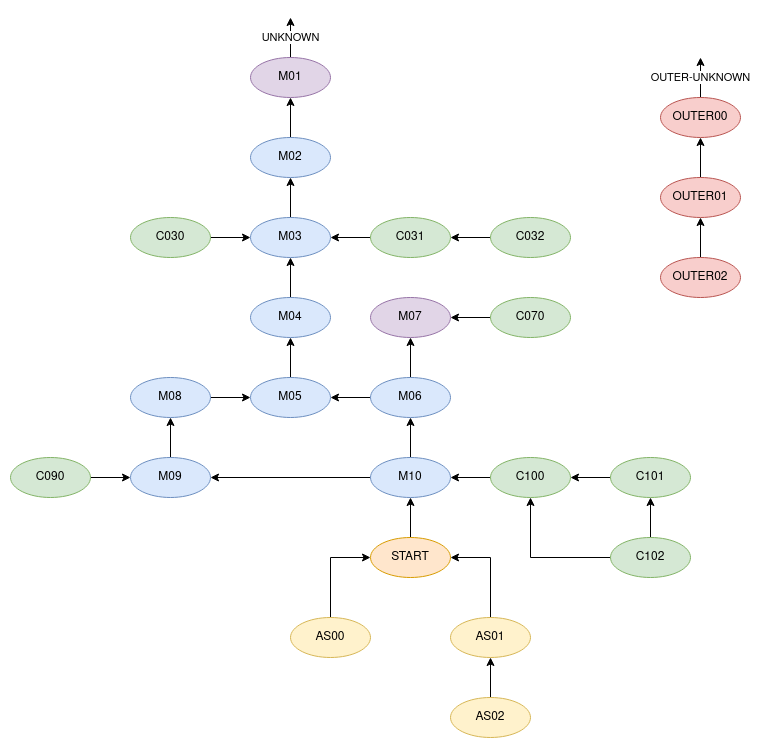 UNKNOWN
M01
OUTER-UNKNOWN
OUTER00
M02
OUTER01
C030
M03
C031
C032
OUTER02
M04
M07
C070
M08
M05
M06
C090
M09
M10
C100
C101
START
C102
AS00
AS01
AS02